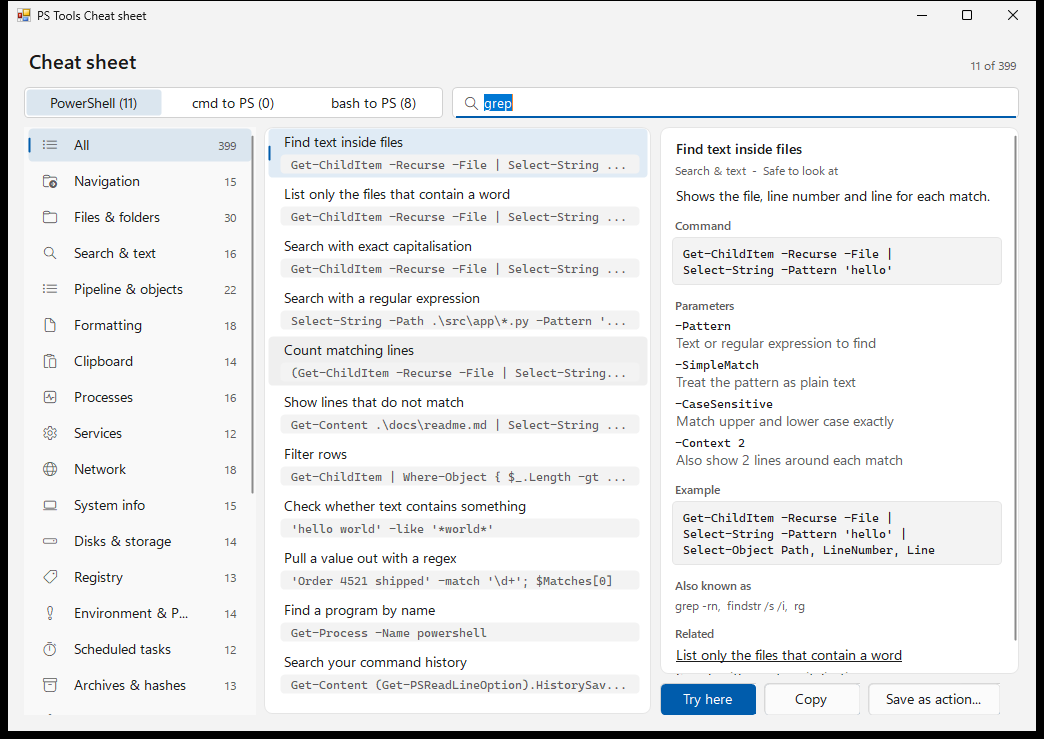 PS Tools Cheat sheet
Cheat sheet
11 of 399
PowerShell (11)
cmd to PS (0)
bash to PS (8)
grep
All 399
Navigation 15
Files & folders 30
Search & text 16
Pipeline & objects 22
Formatting 18
Clipboard 14
Processes 16
Services 12
Network 18
System info 15
Disks & storage 14
Registry 13
Environment & P... 14
Scheduled tasks 12
Archives & hashes 13
Find text inside files
Get-ChildItem -Recurse -File | Select-String ...
List only the files that contain a word
Get-ChildItem -Recurse -File | Select-String ...
Search with exact capitalisation
Get-ChildItem -Recurse -File | Select-String ...
Search with a regular expression
Select-String -Path .\src\app\*.py -Pattern '...
Count matching lines
(Get-ChildItem -Recurse -File | Select-String...
Show lines that do not match
Get-Content .\docs\readme.md | Select-String ...
Filter rows
Get-ChildItem | Where-Object { $_.Length -gt ...
Check whether text contains something
'hello world' -like '*world*'
Pull a value out with a regex
'Order 4521 shipped' -match '\d+'; $Matches[0]
Find a program by name
Get-Process -Name powershell
Search your command history
Get-Content (Get-PSReadLineOption).HistorySav...
Find text inside files
Search & text - Safe to look at
Shows the file, line number and line for each match.
Command
Get-ChildItem -Recurse -File |
Select-String -Pattern 'hello'
Parameters
-Pattern
Text or regular expression to find
-SimpleMatch
Treat the pattern as plain text
-CaseSensitive
Match upper and lower case exactly
-Context 2
Also show 2 lines around each match
Example
Get-ChildItem -Recurse -File |
Select-String -Pattern 'hello' |
Select-Object Path, LineNumber, Line
Also known as
grep -rn, findstr /s /i, rg
Related
List only the files that contain a word
Try here
Copy
Save as action...